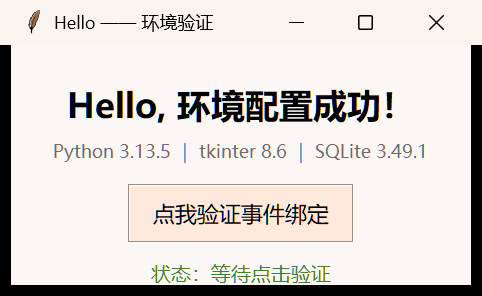 Hello —— 环境验证
Hello, 环境配置成功！
Python 3.13.5 | tkinter 8.6 | SQLite 3.49.1
点我验证事件绑定
状态：等待点击验证